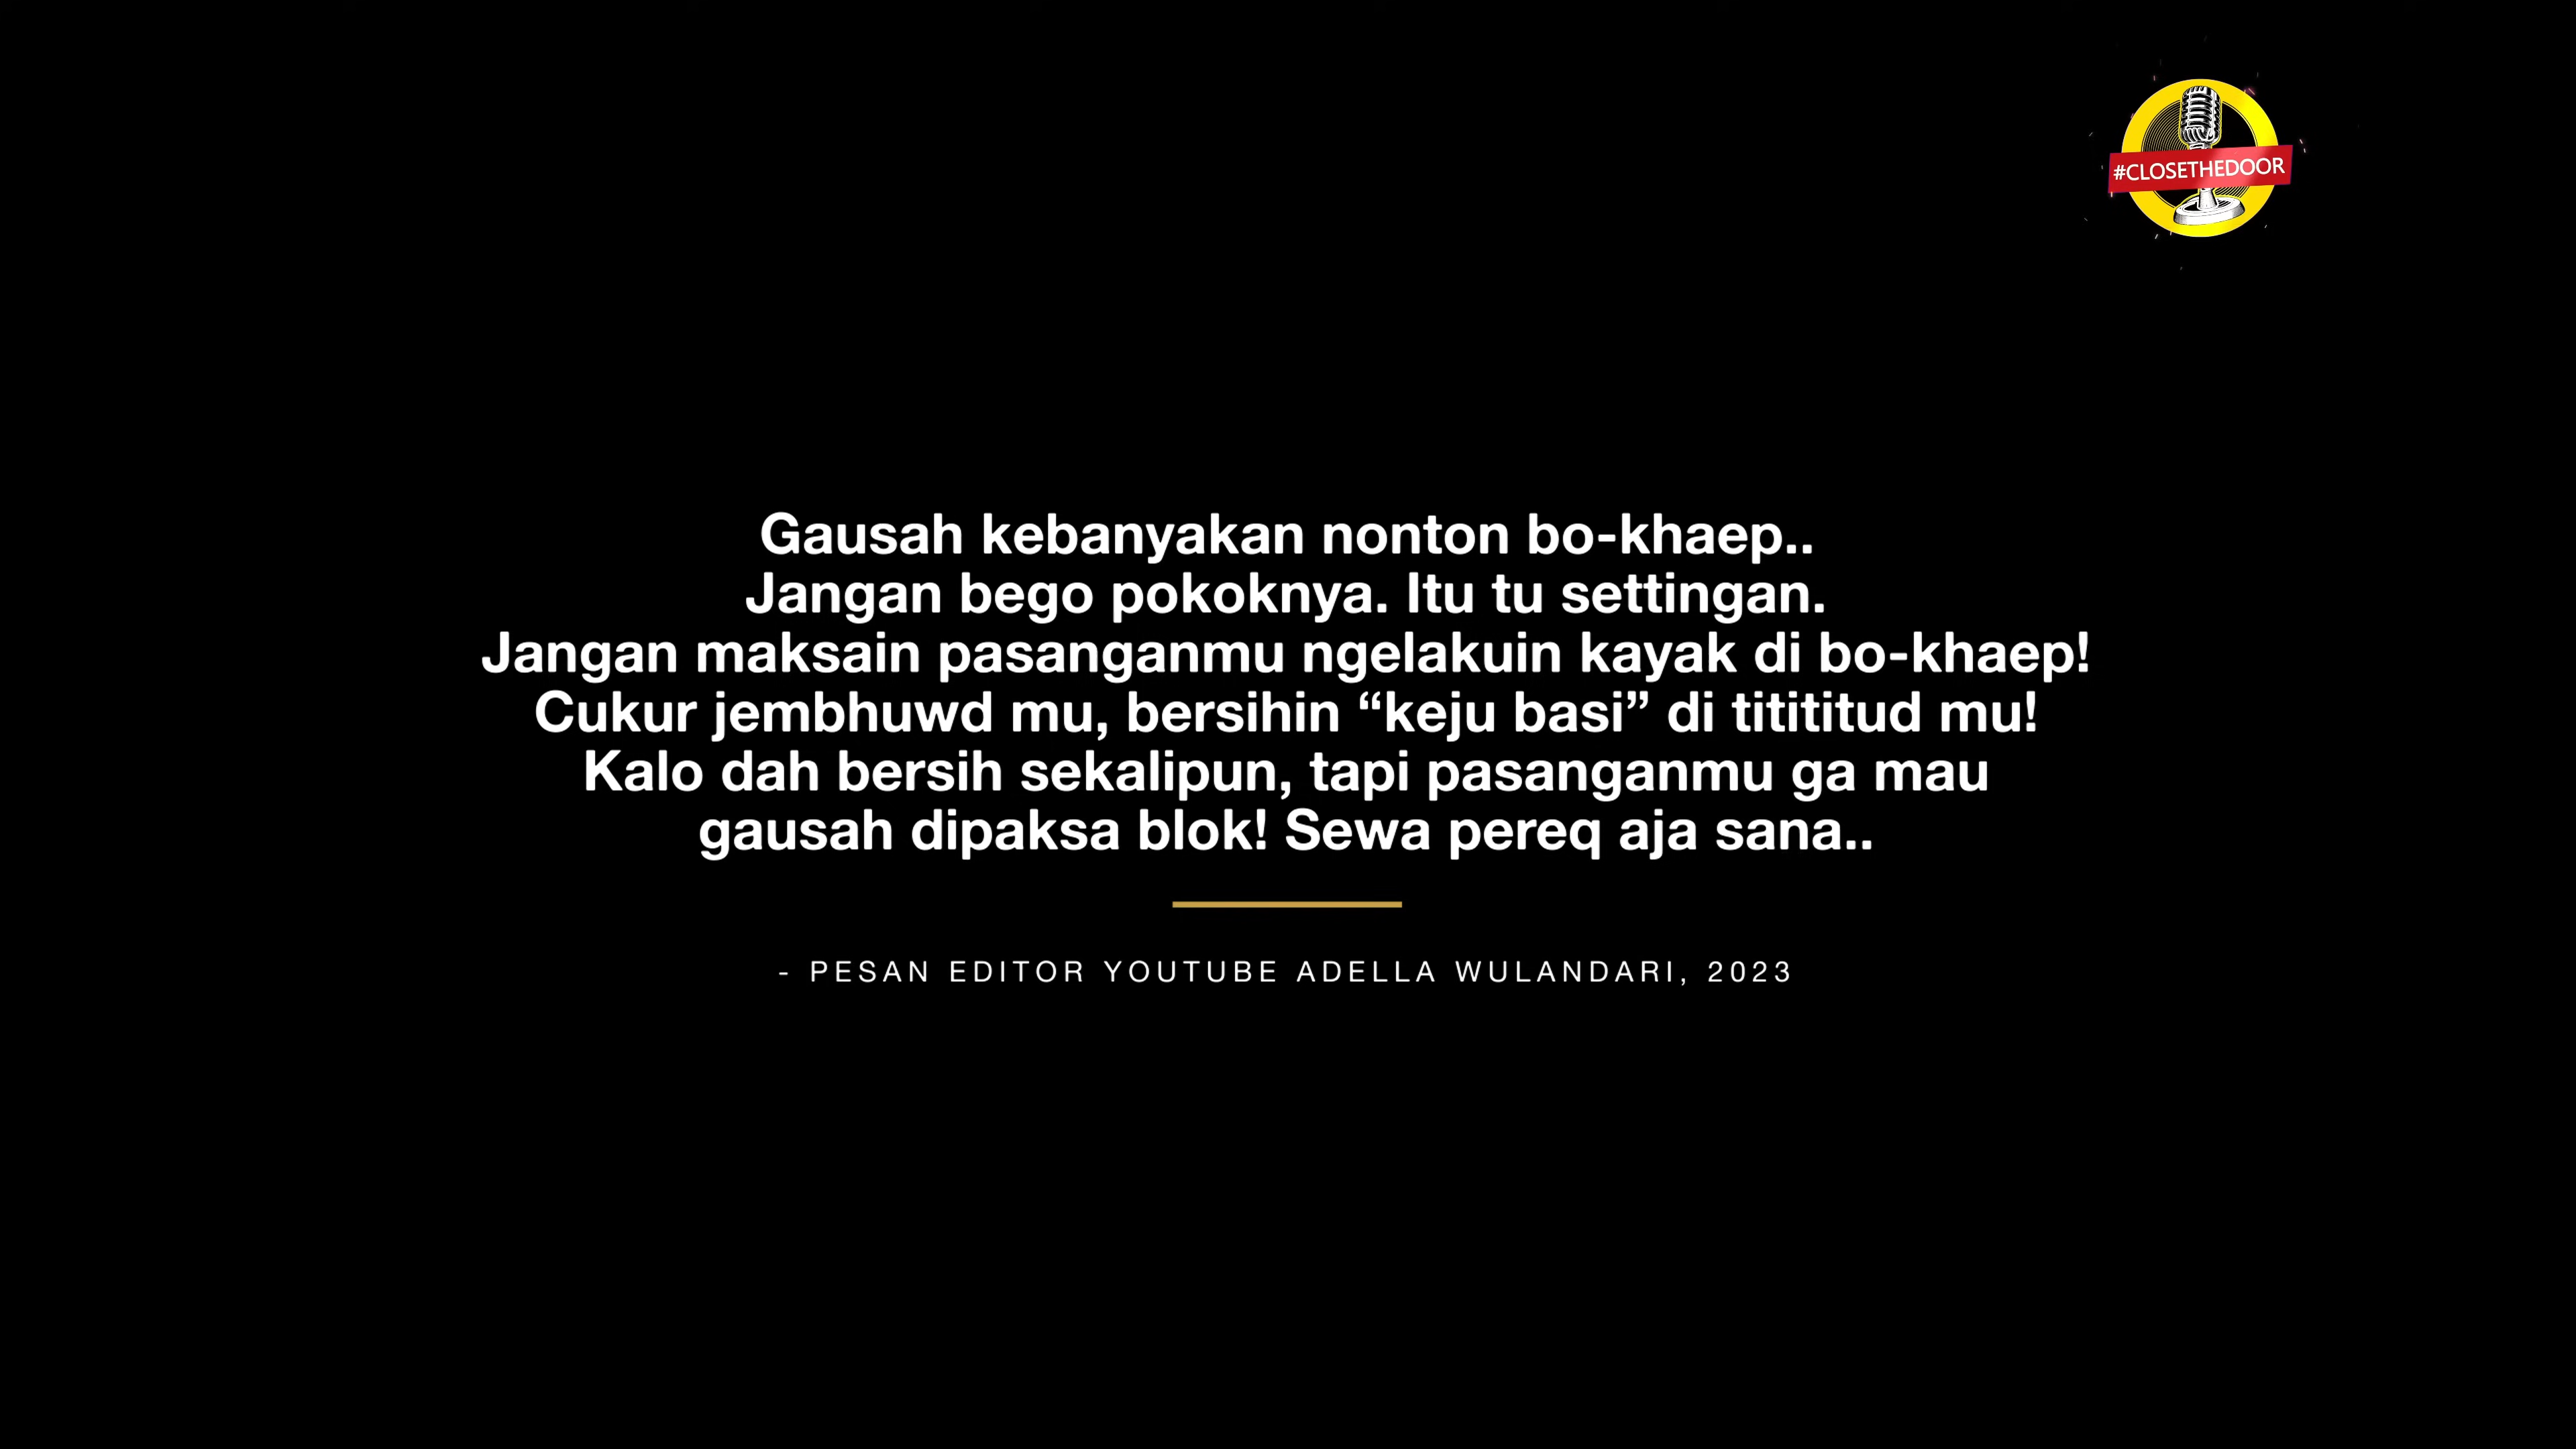 #CLOSETHEDOOR
Gausah kebanyakan nonton bo-khaep..
Jangan bego pokoknya. Itu tu settingan.
Jangan maksain pasanganmu ngelakuin kayak di bo-khaep!
Cukur jembhuwd mu, bersihin “keju basi” di titititud mu!
Kalo dah bersih sekalipun, tapi pasanganmu ga mau
gausah dipaksa blok! Sewa pereq aja sana..
- PESAN EDITOR YOUTUBE ADELLA WULANDARI, 2023